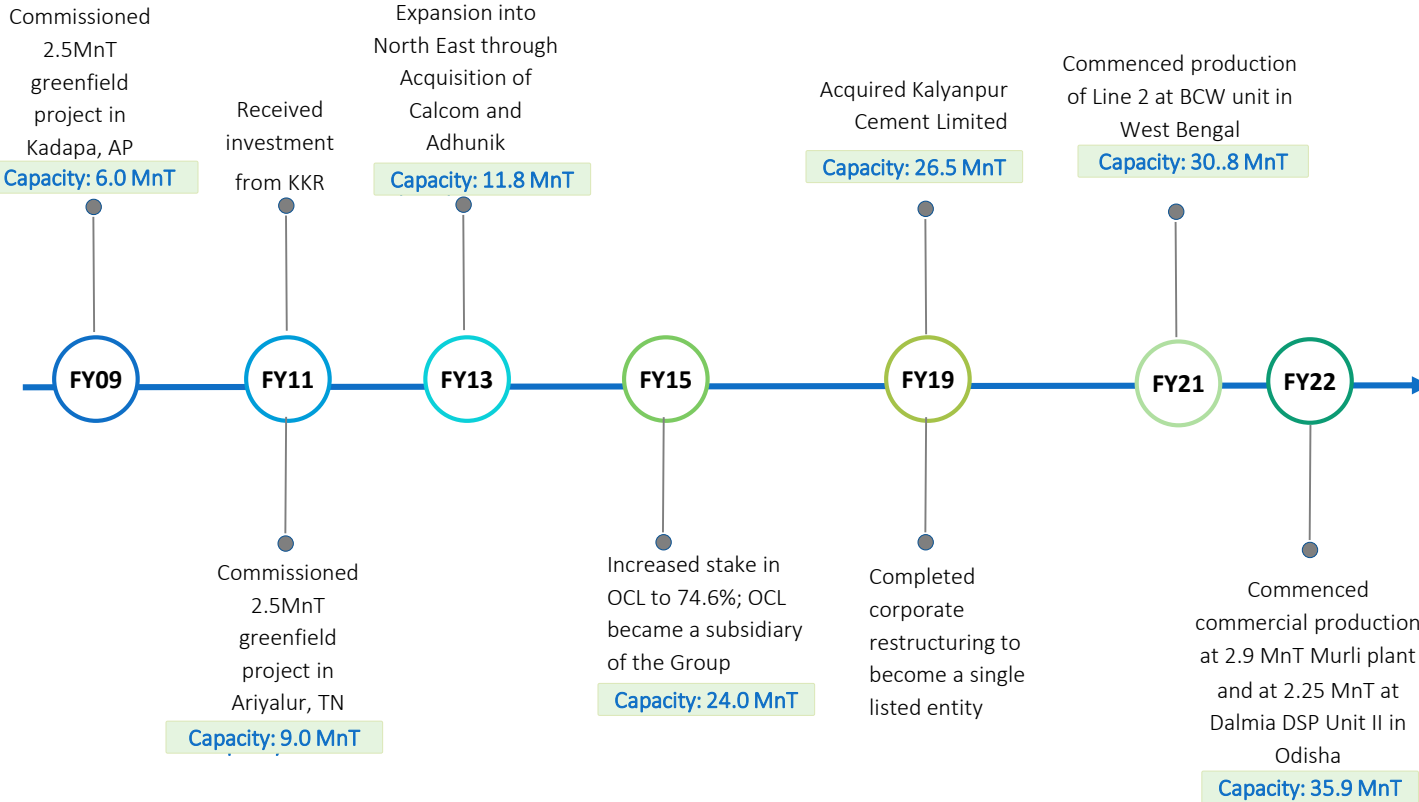 Commissioned
2.5MnT
greenfield
project in
Kadapa, AP
Capacity: 6.0 MnT
Received
investment
from KKR
Expansion into
North East through
Acquisition of
Calcom and
Adhunik
Capacity: 11.8 MnT
Acquired Kalyanpur
Cement Limited
Capacity: 26.5 MnT
Commenced production
of Line 2 at BCW unit in
West Bengal
Capacity: 30..8 MnT
FY09
FY11
FY13
FY15
FY19
FY21
FY22
Commissioned
2.5MnT
greenfield
project in
Ariyalur, TN
Capacity: 9.0 MnT
Increased stake in
OCL to 74.6%; OCL
became a subsidiary
of the Group
Capacity: 24.0 MnT
Completed
corporate
restructuring to
become a single
listed entity
Commenced
commercial production
at 2.9 MnT Murli plant
and at 2.25 MnT at
Dalmia DSP Unit II in
Odisha
Capacity: 35.9 MnT